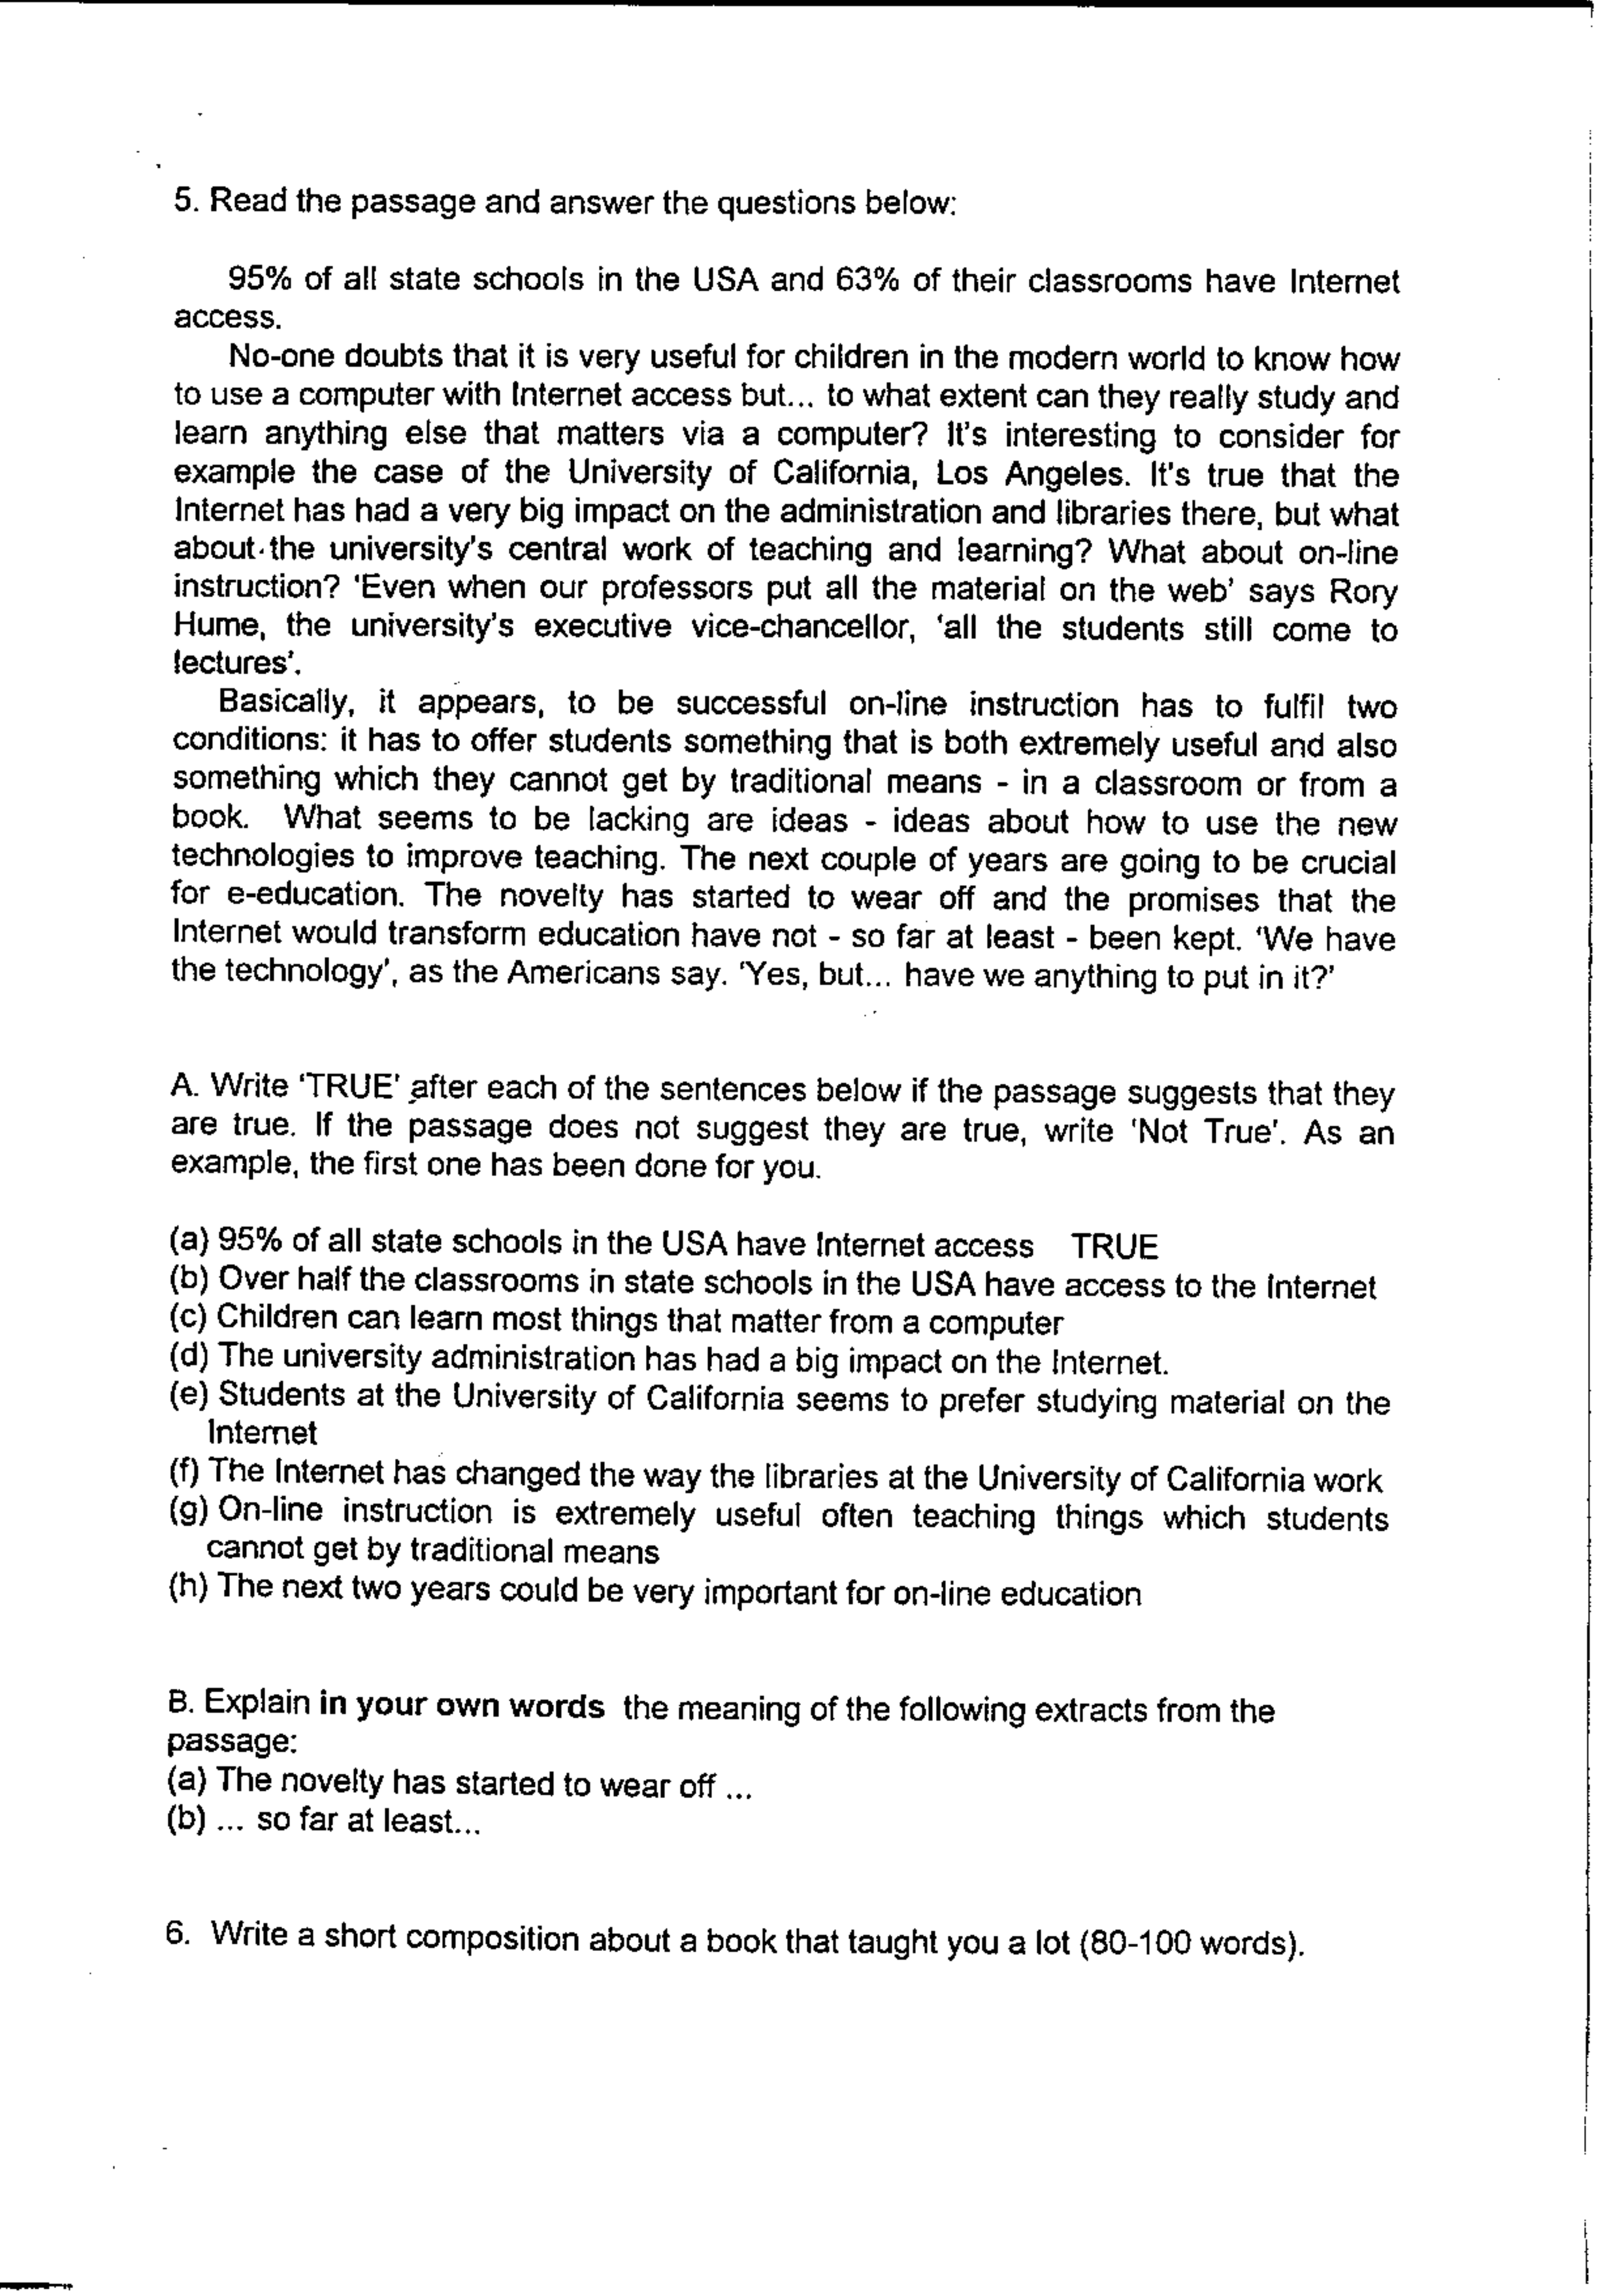 5. Read the passage and answer the questions below:
95% of all state schools in the USA and 63% of their classrooms have Internet
access.
No-one doubts that it is very useful for children in the modern world to know how
to use a computer with Internet access but... to what extent can they really study and
learn anything else that matters via a computer? It's interesting to consider for
example the case of the University of California, Los Angeles. It's true that the
Internet has had a very big impact on the administration and libraries there, but what
about the university's central work of teaching and learning? What about on-line
instruction? 'Even when our professors put all the material on the web' says Rory
Hume, the university's executive vice-chancellor, 'all the students still come to
lectures'.
Basically, it appears, to be successful on-line instruction has to fulfil two
conditions: it has to offer students something that is both extremely useful and also
something which they cannot get by traditional means - in a classroom or from a
book. What seems to be lacking are ideas - ideas about how to use the new
technologies to improve teaching. The next couple of years are going to be crucial
for e-education. The novelty has started to wear off and the promises that the
Internet would transform education have not - so far at least - been kept. 'We have
the technology', as the Americans say. 'Yes, but... have we anything to put in it?'
A. Write 'TRUE' after each of the sentences below if the passage suggests that they
are true. If the passage does not suggest they are true, write 'Not True'. As an
example, the first one has been done for you.
(a) 95% of all state schools in the USA have Internet access TRUE
(b) Over half the classrooms in state schools in the USA have access to the Internet
(c) Children can learn most things that matter from a computer
(d) The university administration has had a big impact on the Internet.
(e) Students at the University of California seems to prefer studying material on the
Internet
(f) The Internet has changed the way the libraries at the University of California work
(g) On-line instruction is extremely useful often teaching things which students
cannot get by traditional means
(h) The next two years could be very important for on-line education
B. Explain in your own words the meaning of the following extracts from the
passage:
(a) The novelty has started to wear off ...
(b) ... so far at least...
6. Write a short composition about a book that taught you a lot (80-100 words).